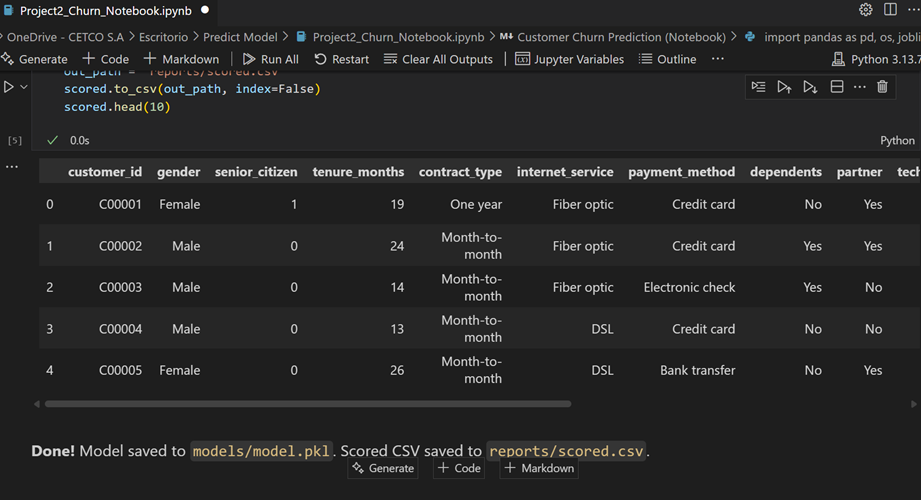 Project2_Churn_Notebook.ipynb
OneDrive - CETCO S.A > Escritorio > Predict Model > Project2_Churn_Notebook.ipynb > M↓ Customer Churn Prediction (Notebook) > import pandas as pd, os, jobli
Generate + Code + Markdown Run All Restart Clear All Outputs Jupyter Variables Outline ... Python 3.13.7
out_path = "reports/scored.csv"
scored.to_csv(out_path, index=False)
scored.head(10)
[5] 0.0s Python
customer_id gender senior_citizen tenure_months contract_type internet_service payment_method dependents partner tech
0 C00001 Female 1 19 One year Fiber optic Credit card No Yes
1 C00002 Male 0 24 Month-to-month Fiber optic Credit card Yes Yes
2 C00003 Male 0 14 Month-to-month Fiber optic Electronic check Yes No
3 C00004 Male 0 13 Month-to-month DSL Credit card No No
4 C00005 Female 0 26 Month-to-month DSL Bank transfer No Yes
Done! Model saved to models/model.pkl. Scored CSV saved to reports/scored.csv.
Generate + Code + Markdown